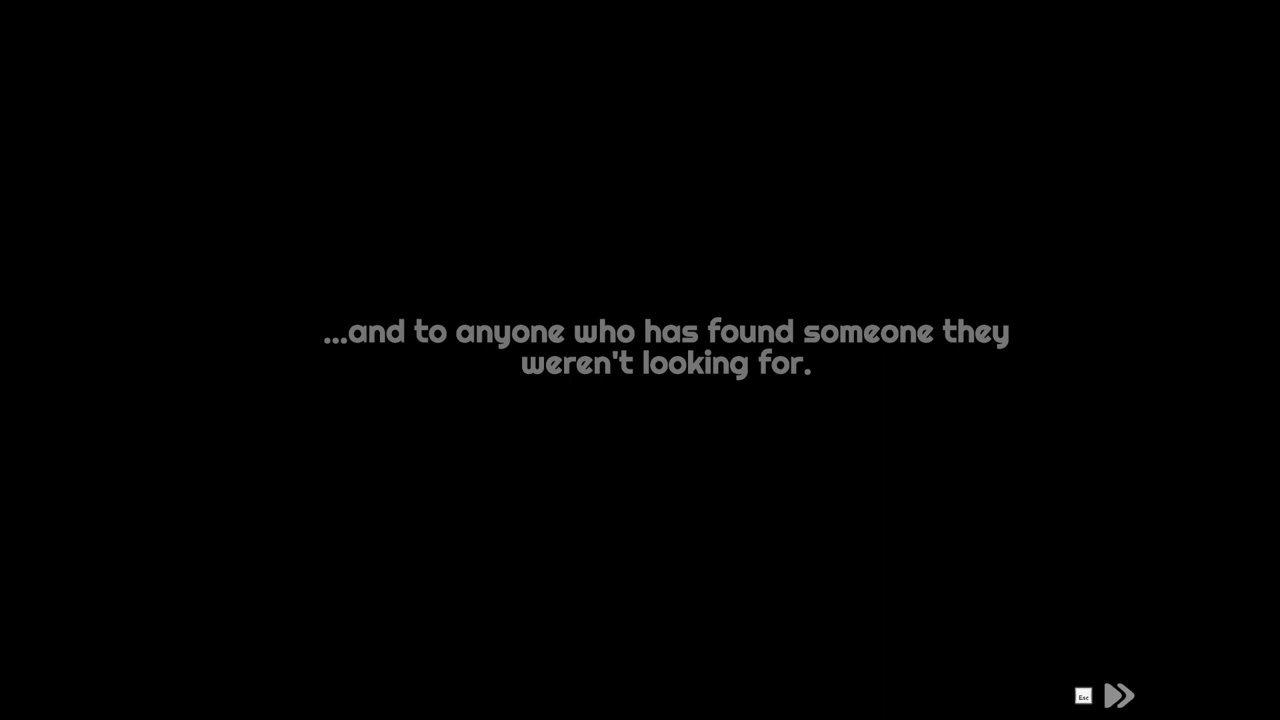 ...and to anyone who has found someone they
weren't looking for.
Esc